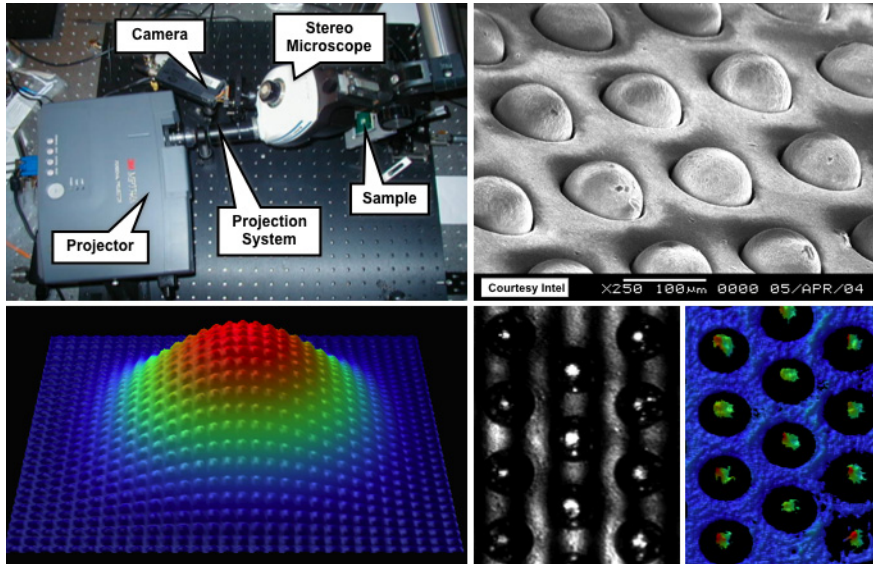 Camera
Stereo
Microscope
Sample
Projection
System
Projector
Courtesy Intel
X250 100µm 0000 05/APR/04